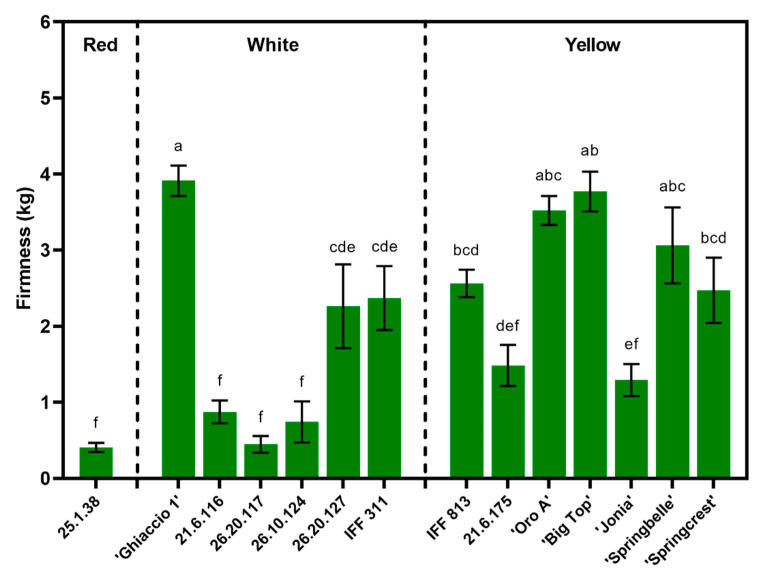 Red White Yellow
6
5
4
3
2
1
0
Firmness (kg)
f a f f f cde cde bcd def abc ab ef abc bcd
25.1.38
'Ghiaccio 1'
21.6.116
26.20.117
26.10.124
26.20.127
IFF 311
IFF 813
21.6.175
'Oro A'
'Big Top'
'Jonia'
'Springbelle'
'Springcrest'